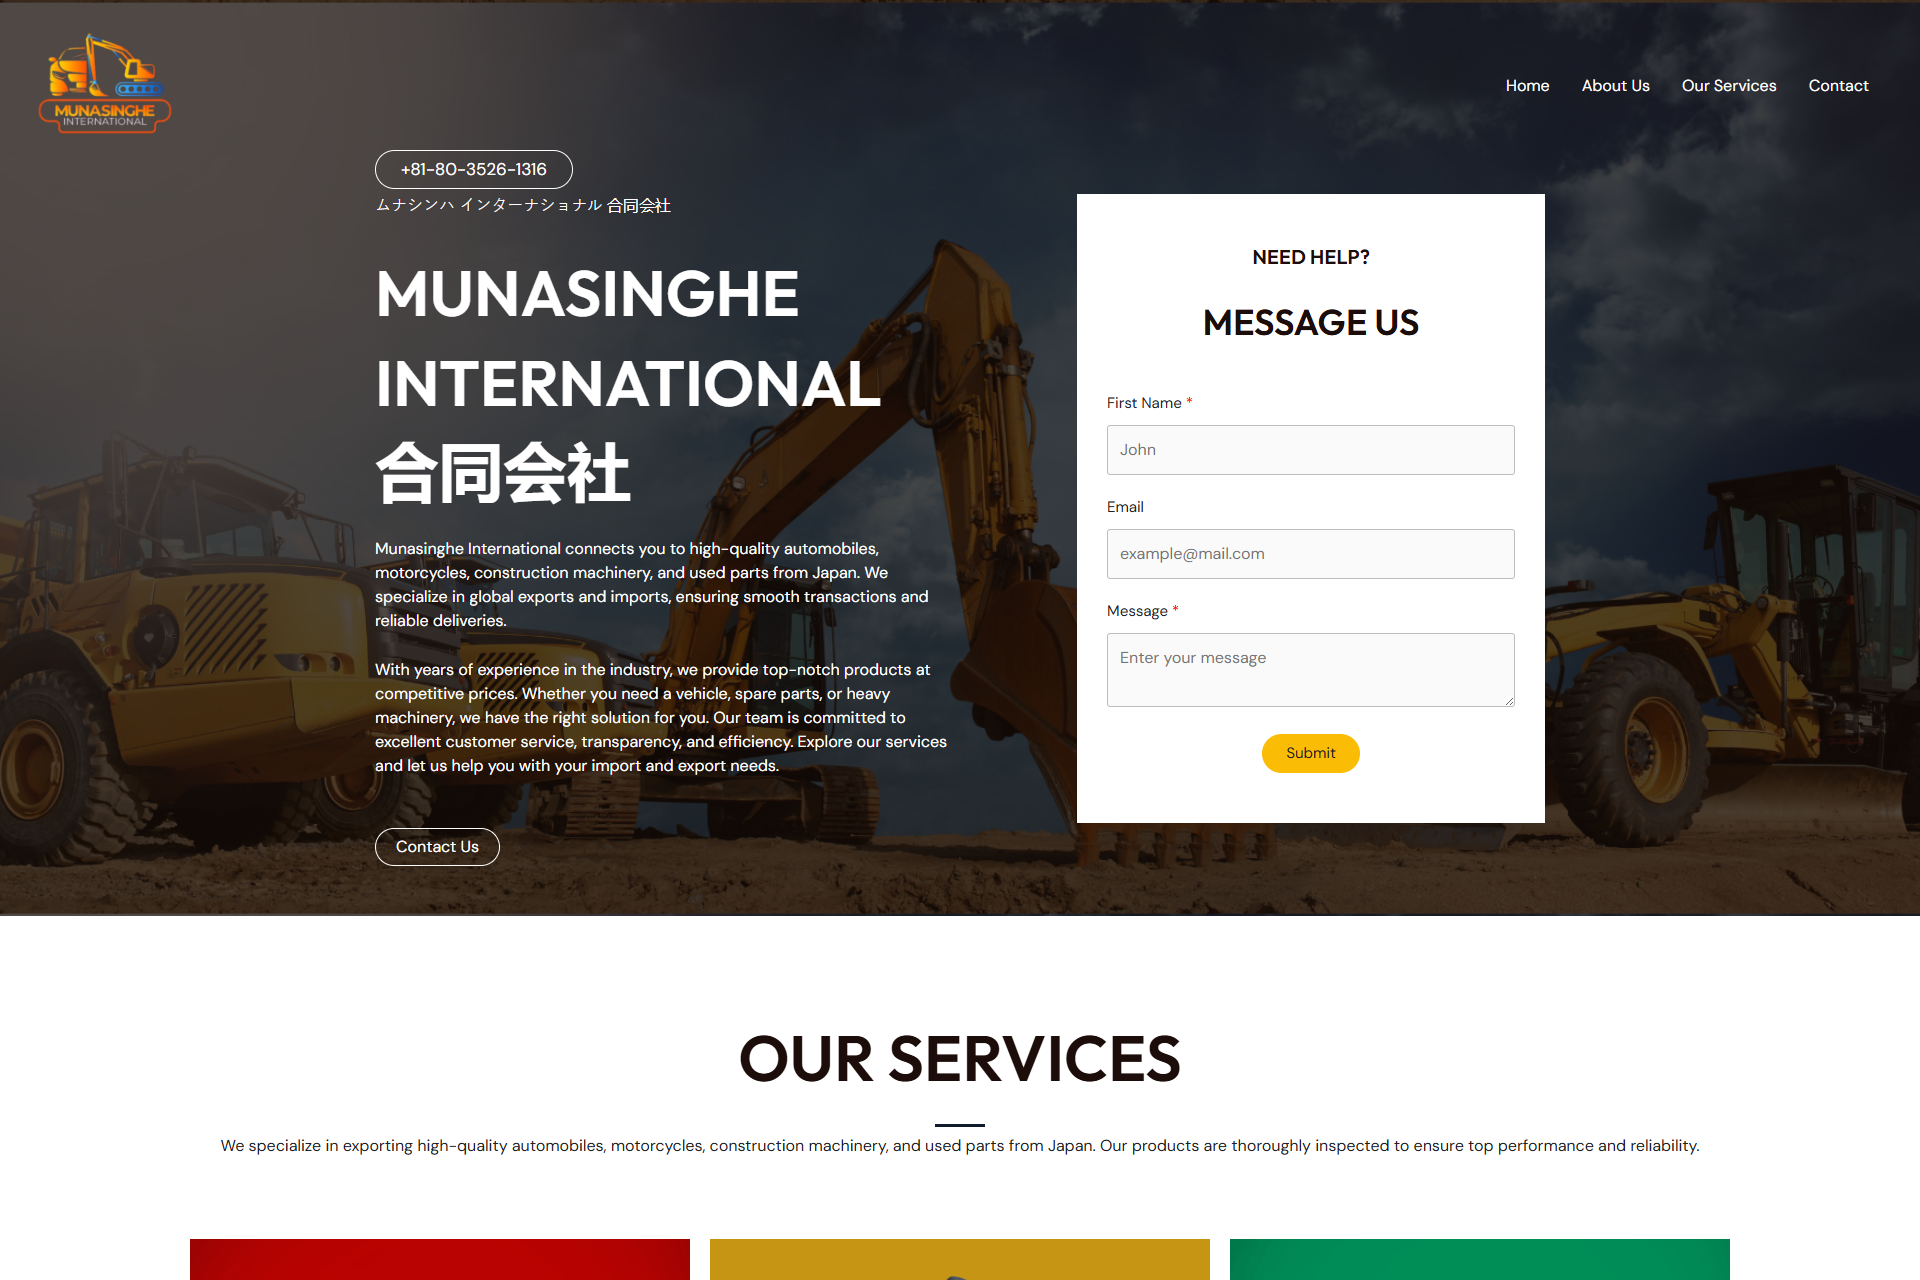 MUNASINGHE
INTERNATIONAL
Home
About Us
Our Services
Contact
+81-80-3526-1316
ムナシンハ インターナショナル 合同会社
MUNASINGHE
INTERNATIONAL
合同会社
Munasinghe International connects you to high-quality automobiles,
motorcycles, construction machinery, and used parts from Japan. We
specialize in global exports and imports, ensuring smooth transactions and
reliable deliveries.
With years of experience in the industry, we provide top-notch products at
competitive prices. Whether you need a vehicle, spare parts, or heavy
machinery, we have the right solution for you. Our team is committed to
excellent customer service, transparency, and efficiency. Explore our services
and let us help you with your import and export needs.
Contact Us
NEED HELP?
MESSAGE US
First Name *
John
Email
example@mail.com
Message *
Enter your message
Submit
OUR SERVICES
We specialize in exporting high-quality automobiles, motorcycles, construction machinery, and used parts from Japan. Our products are thoroughly inspected to ensure top performance and reliability.